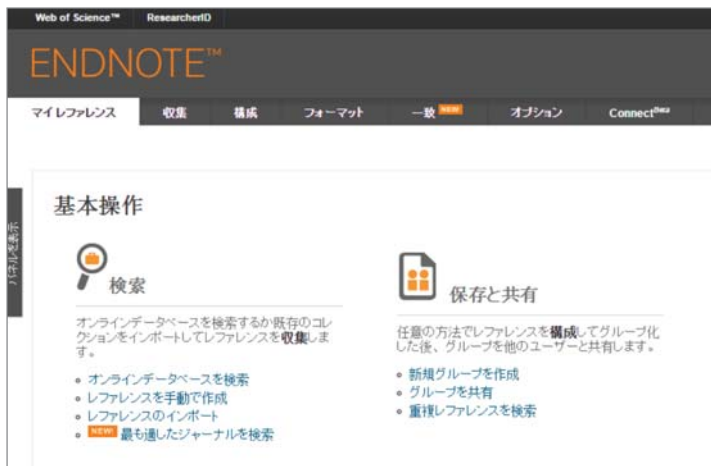 Web of Science™ ResearcherID
ENDNOTE™
マイレファレンス 収集 構成 フォーマット 一致 NEW! オプション Connect Beta
パネルを表示
基本操作
検索
オンラインデータベースを検索するか既存のコレ
クションをインポートしてレファレンスを収集しま
す。
オンラインデータベースを検索
レファレンスを手動で作成
レファレンスのインポート
NEW! 最も適したジャーナルを検索
保存と共有
任意の方法でレファレンスを構成してグループ化
した後、グループを他のユーザーと共有します。
新規グループを作成
グループを共有
重複レファレンスを検索